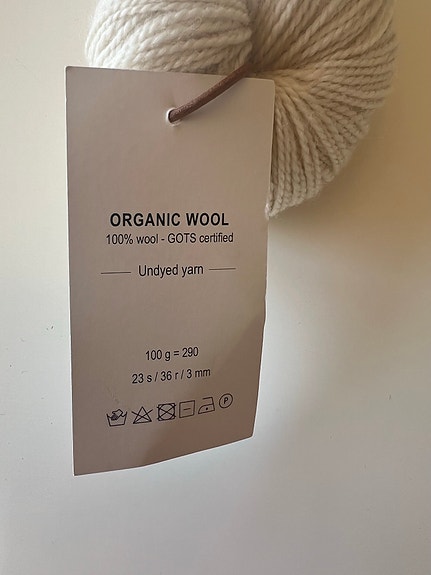 ORGANIC WOOL
100% wool - GOTS certified
Undyed yarn
100 g = 290
23 s / 36 r / 3 mm
P